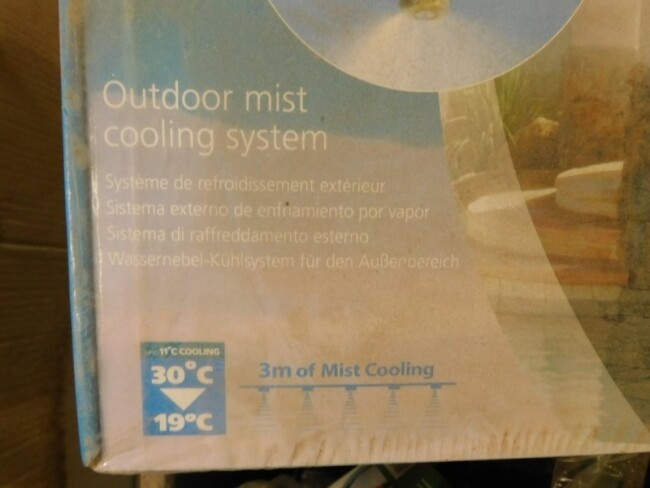 Outdoor mist
cooling system
Système de refroidissement extérieur
Sistema externo de enfriamiento por vapor
Sistema di raffreddamento esterno
Wassernebel-Kühlsystem für den Außenbereich
11°C COOLING
30°C
19°C
3m of Mist Cooling